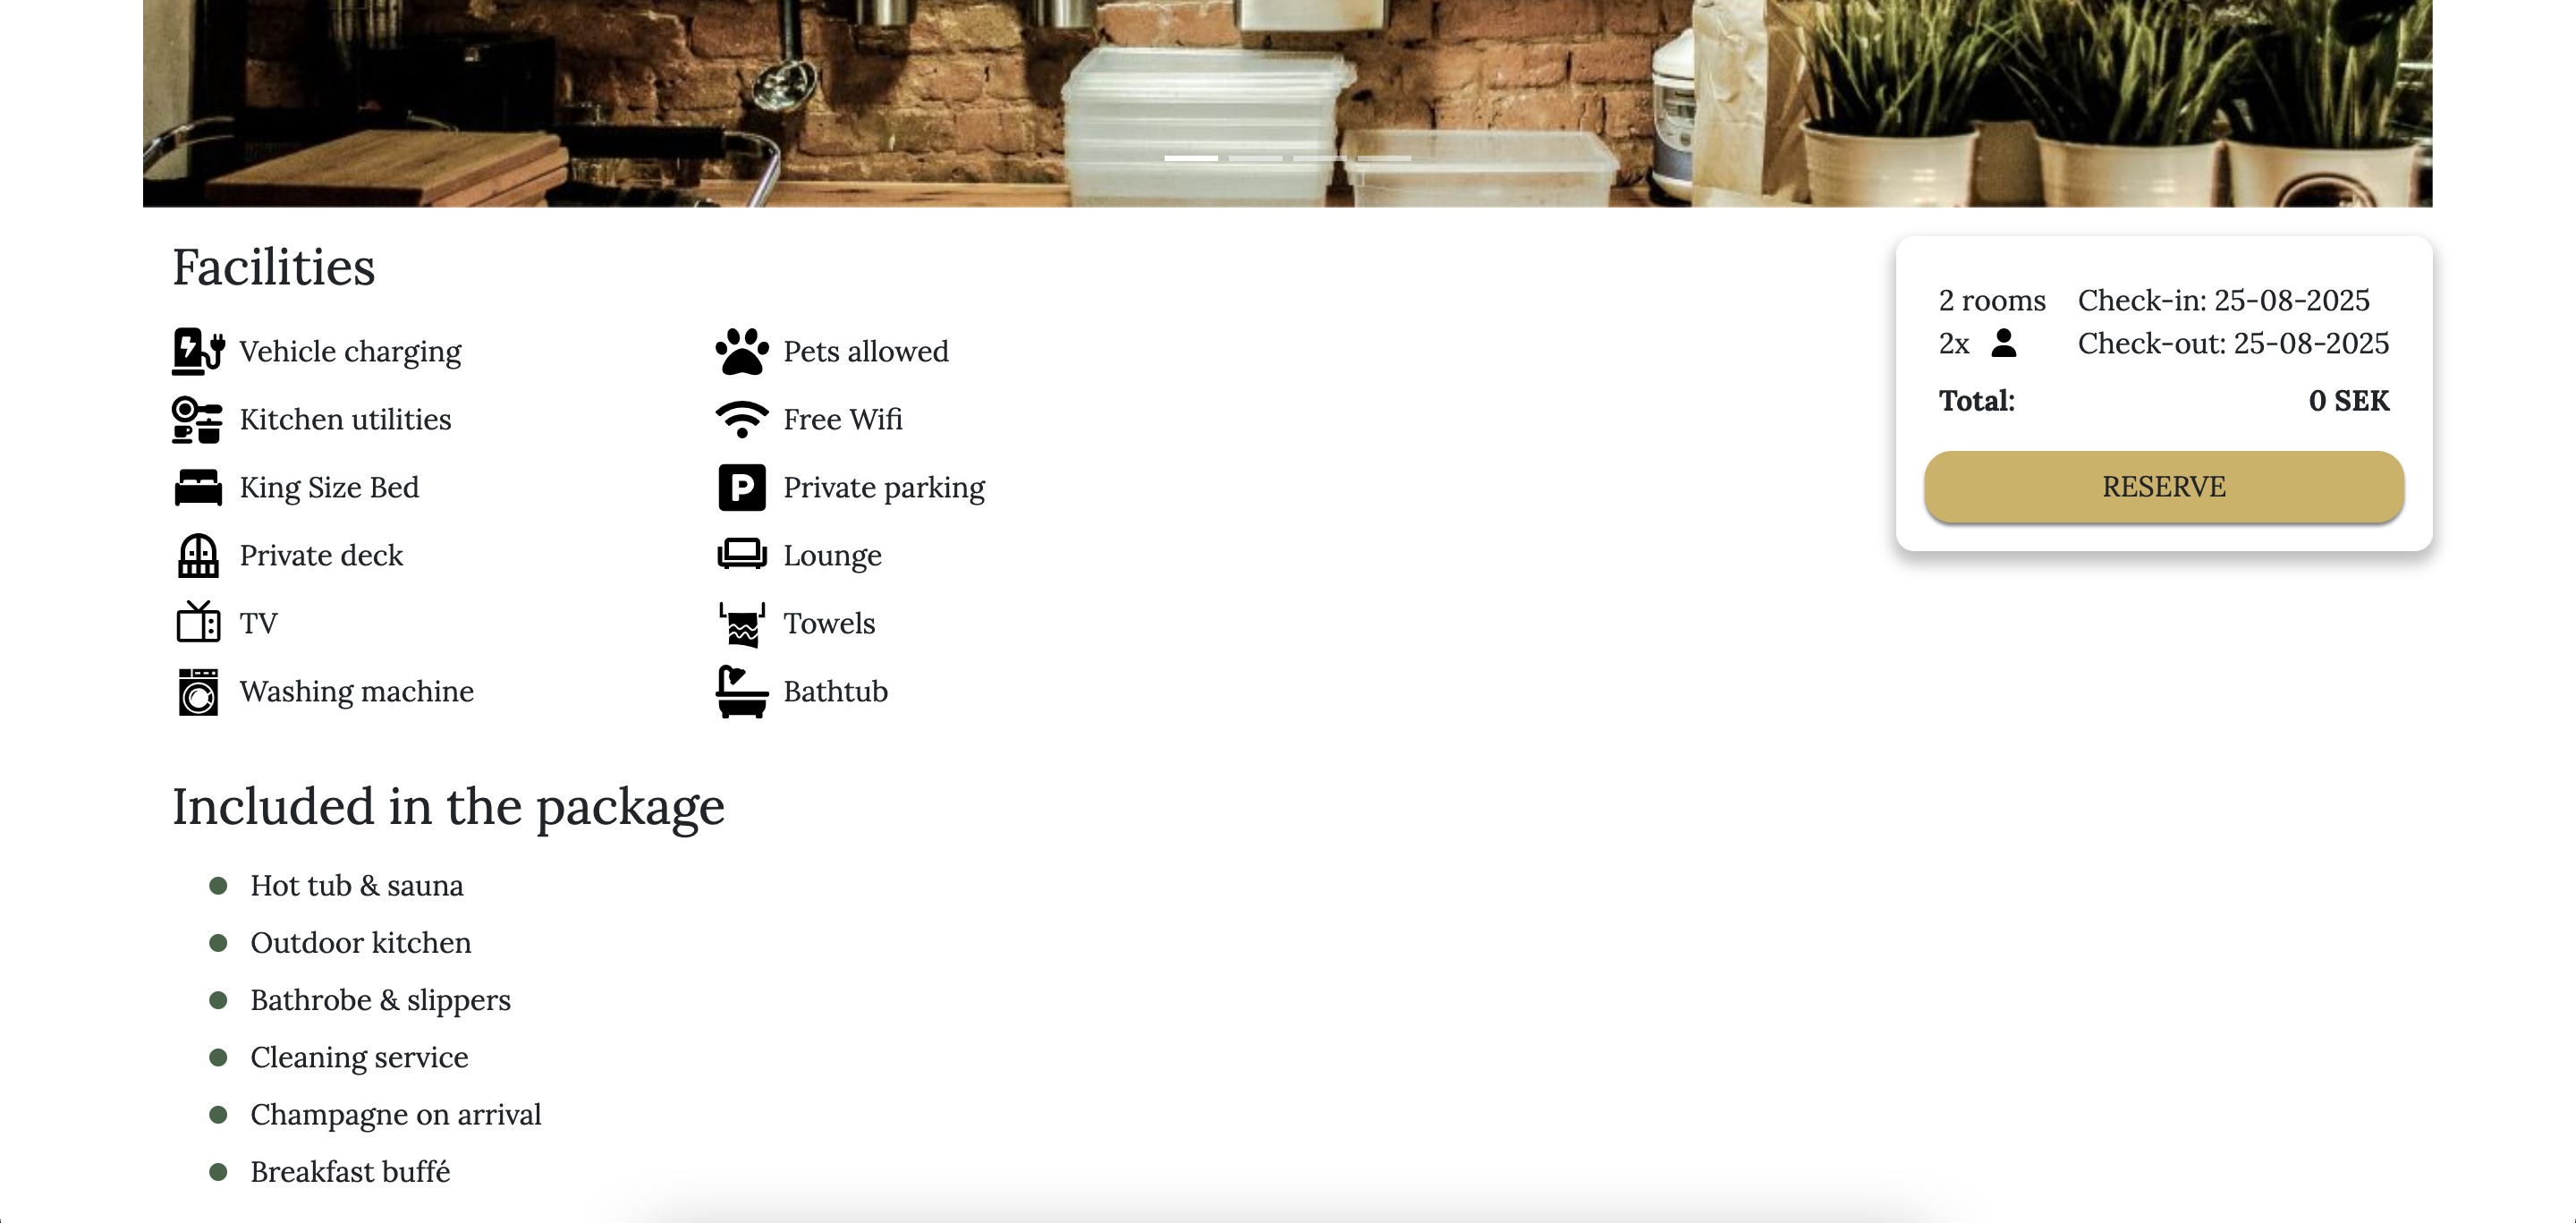 Facilities
Vehicle charging
Pets allowed
Kitchen utilities
Free Wifi
King Size Bed
P
Private parking
Private deck
Lounge
TV
Towels
Washing machine
Bathtub
2 rooms Check-in: 25-08-2025
2x Check-out: 25-08-2025
Total: 0 SEK
RESERVE
Included in the package
Hot tub & sauna
Outdoor kitchen
Bathrobe & slippers
Cleaning service
Champagne on arrival
Breakfast buffé